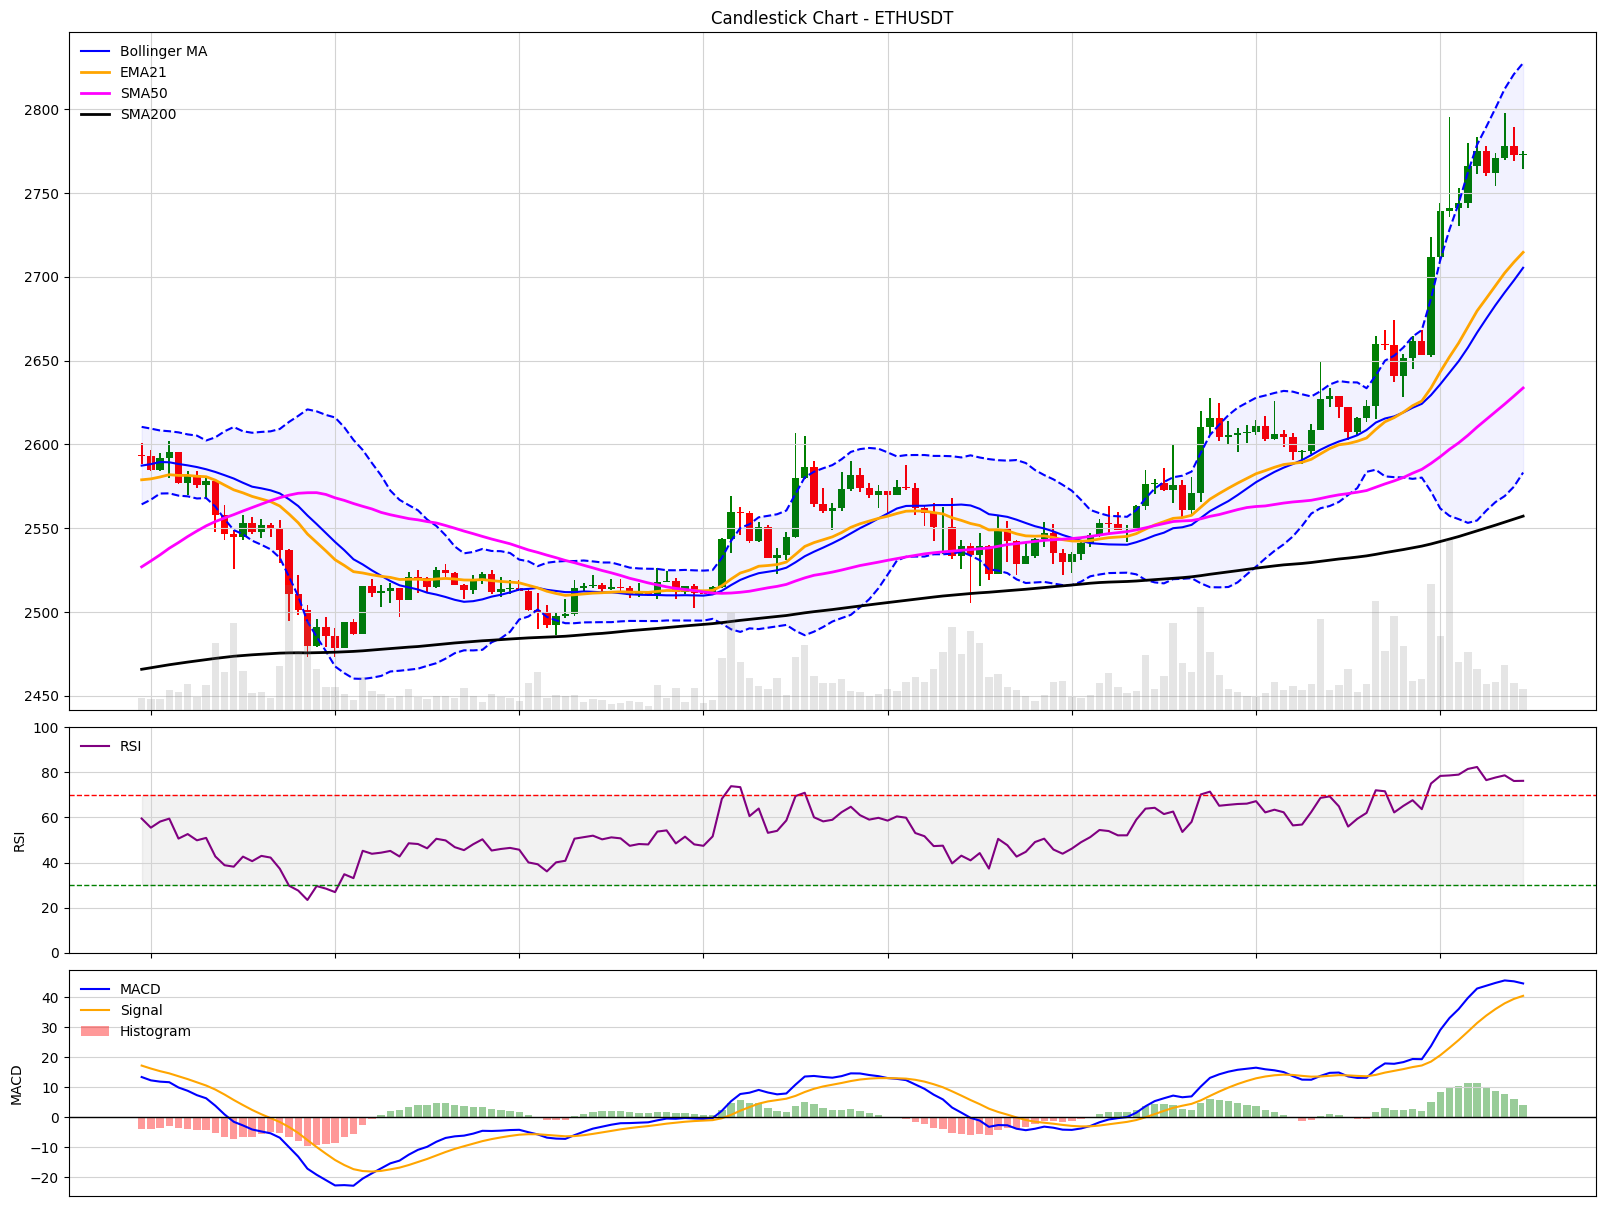 Candlestick Chart - ETHUSDT
Bollinger MA
EMA21
SMA50
SMA200
2800
2750
2700
2650
2600
2550
2500
2450
RSI
100
80
60
40
20
0
RSI
MACD
Signal
Histogram
40
30
20
10
0
−10
−20
MACD